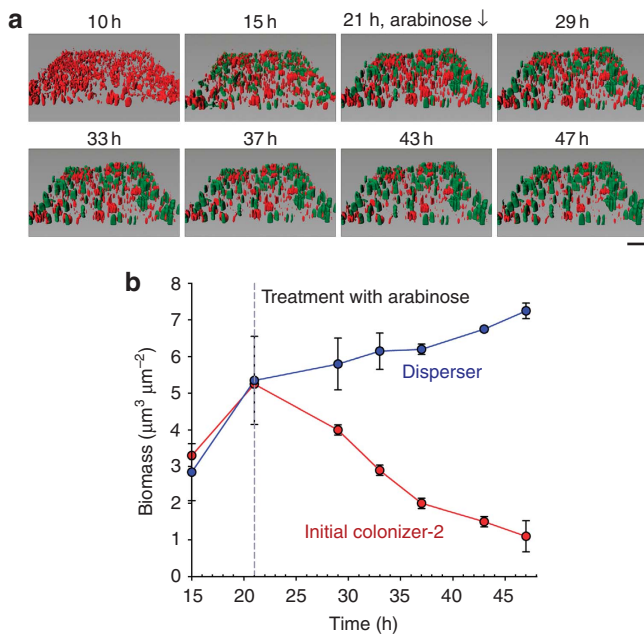 a
10 h
15 h
21 h, arabinose ↓
29 h
33 h
37 h
43 h
47 h
b
Treatment with arabinose
Disperser
Initial colonizer-2
Biomass (μm³ μm⁻²)
8
7
6
5
4
3
2
1
0
15 20 25 30 35 40 45
Time (h)